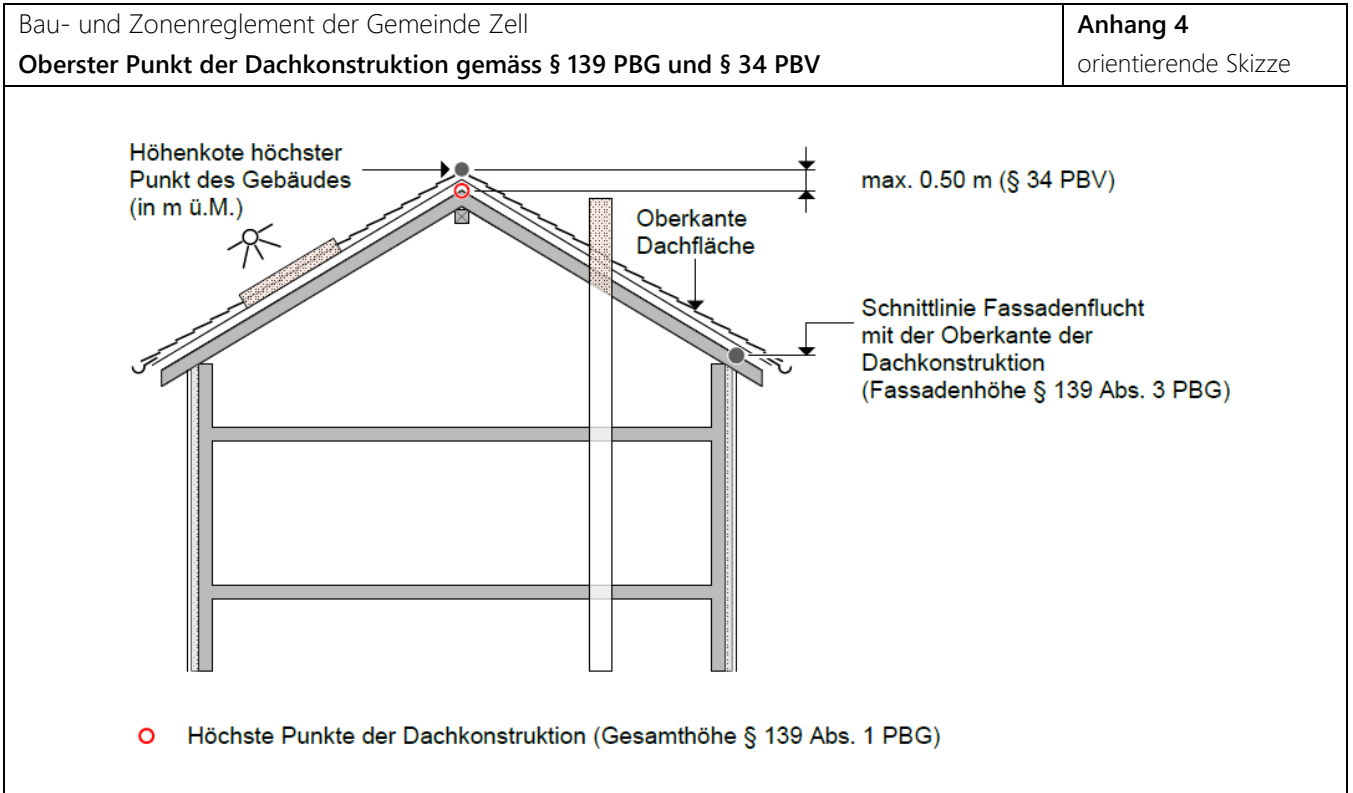 Bau- und Zonenreglement der Gemeinde Zell
Oberster Punkt der Dachkonstruktion gemäss § 139 PBG und § 34 PBV
Anhang 4
orientierende Skizze
Höhenkote höchster
Punkt des Gebäudes
(in m ü.M.)
max. 0.50 m (§ 34 PBV)
Oberkante
Dachfläche
Schnittlinie Fassadenflucht
mit der Oberkante der
Dachkonstruktion
(Fassadenhöhe § 139 Abs. 3 PBG)
Höchste Punkte der Dachkonstruktion (Gesamthöhe § 139 Abs. 1 PBG)